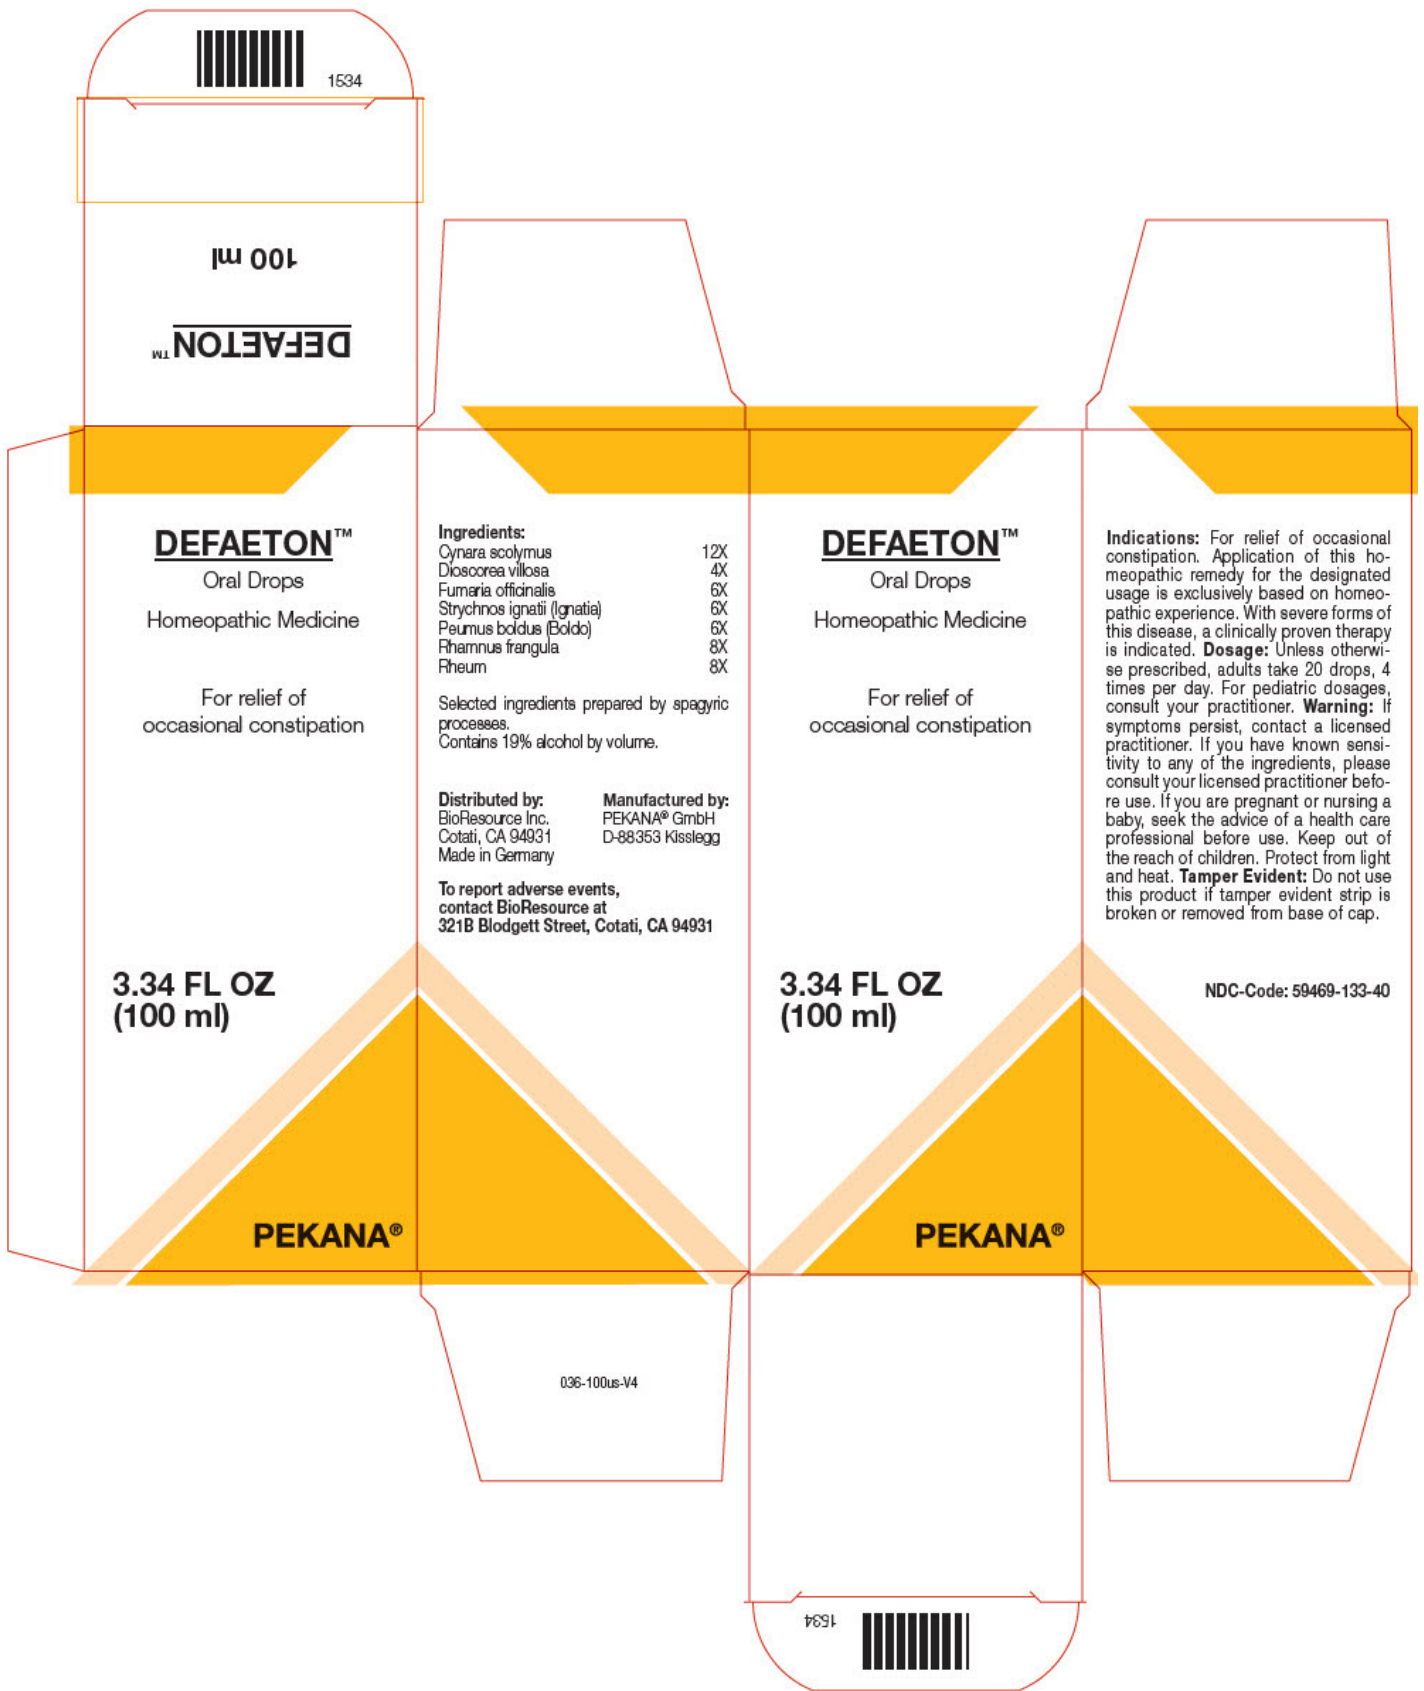 1534
100 ml
DEFAETON™
DEFAETON™
Oral Drops
Homeopathic Medicine
For relief of
occasional constipation
3.34 FL OZ
(100 ml)
PEKANA®
Ingredients:
Cynara scolymus 12X
Dioscorea villosa 4X
Fumaria officinalis 6X
Strychnos ignatii (Ignatia) 6X
Peumus boldus (Boldo) 6X
Rhamnus frangula 8X
Rheum 8X
Selected ingredients prepared by spagyric
processes.
Contains 19% alcohol by volume.
Distributed by:
BioResource Inc.
Cotati, CA 94931
Made in Germany
Manufactured by:
PEKANA® GmbH
D-88353 Kisslegg
To report adverse events,
contact BioResource at
321B Blodgett Street, Cotati, CA 94931
036-100us-V4
DEFAETON™
Oral Drops
Homeopathic Medicine
For relief of
occasional constipation
3.34 FL OZ
(100 ml)
PEKANA®
Indications: For relief of occasional
constipation. Application of this ho-
meopathic remedy for the designated
usage is exclusively based on homeo-
pathic experience. With severe forms of
this disease, a clinically proven therapy
is indicated. Dosage: Unless otherwi-
se prescribed, adults take 20 drops, 4
times per day. For pediatric dosages,
consult your practitioner. Warning: If
symptoms persist, contact a licensed
practitioner. If you have known sensi-
tivity to any of the ingredients, please
consult your licensed practitioner befo-
re use. If you are pregnant or nursing a
baby, seek the advice of a health care
professional before use. Keep out of
the reach of children. Protect from light
and heat. Tamper Evident: Do not use
this product if tamper evident strip is
broken or removed from base of cap.
NDC-Code: 59469-133-40
1534